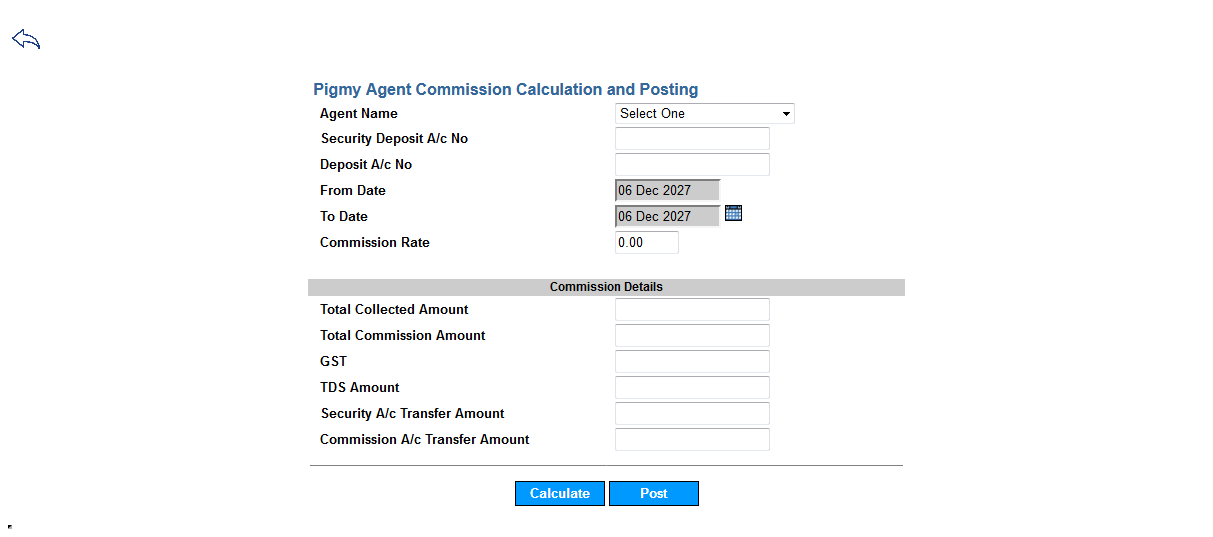 Pigmy Agent Commission Calculation and Posting
Agent Name Select One
Security Deposit A/c No
Deposit A/c No
From Date 06 Dec 2027
To Date 06 Dec 2027
Commission Rate 0.00
Commission Details
Total Collected Amount
Total Commission Amount
GST
TDS Amount
Security A/c Transfer Amount
Commission A/c Transfer Amount
Calculate Post